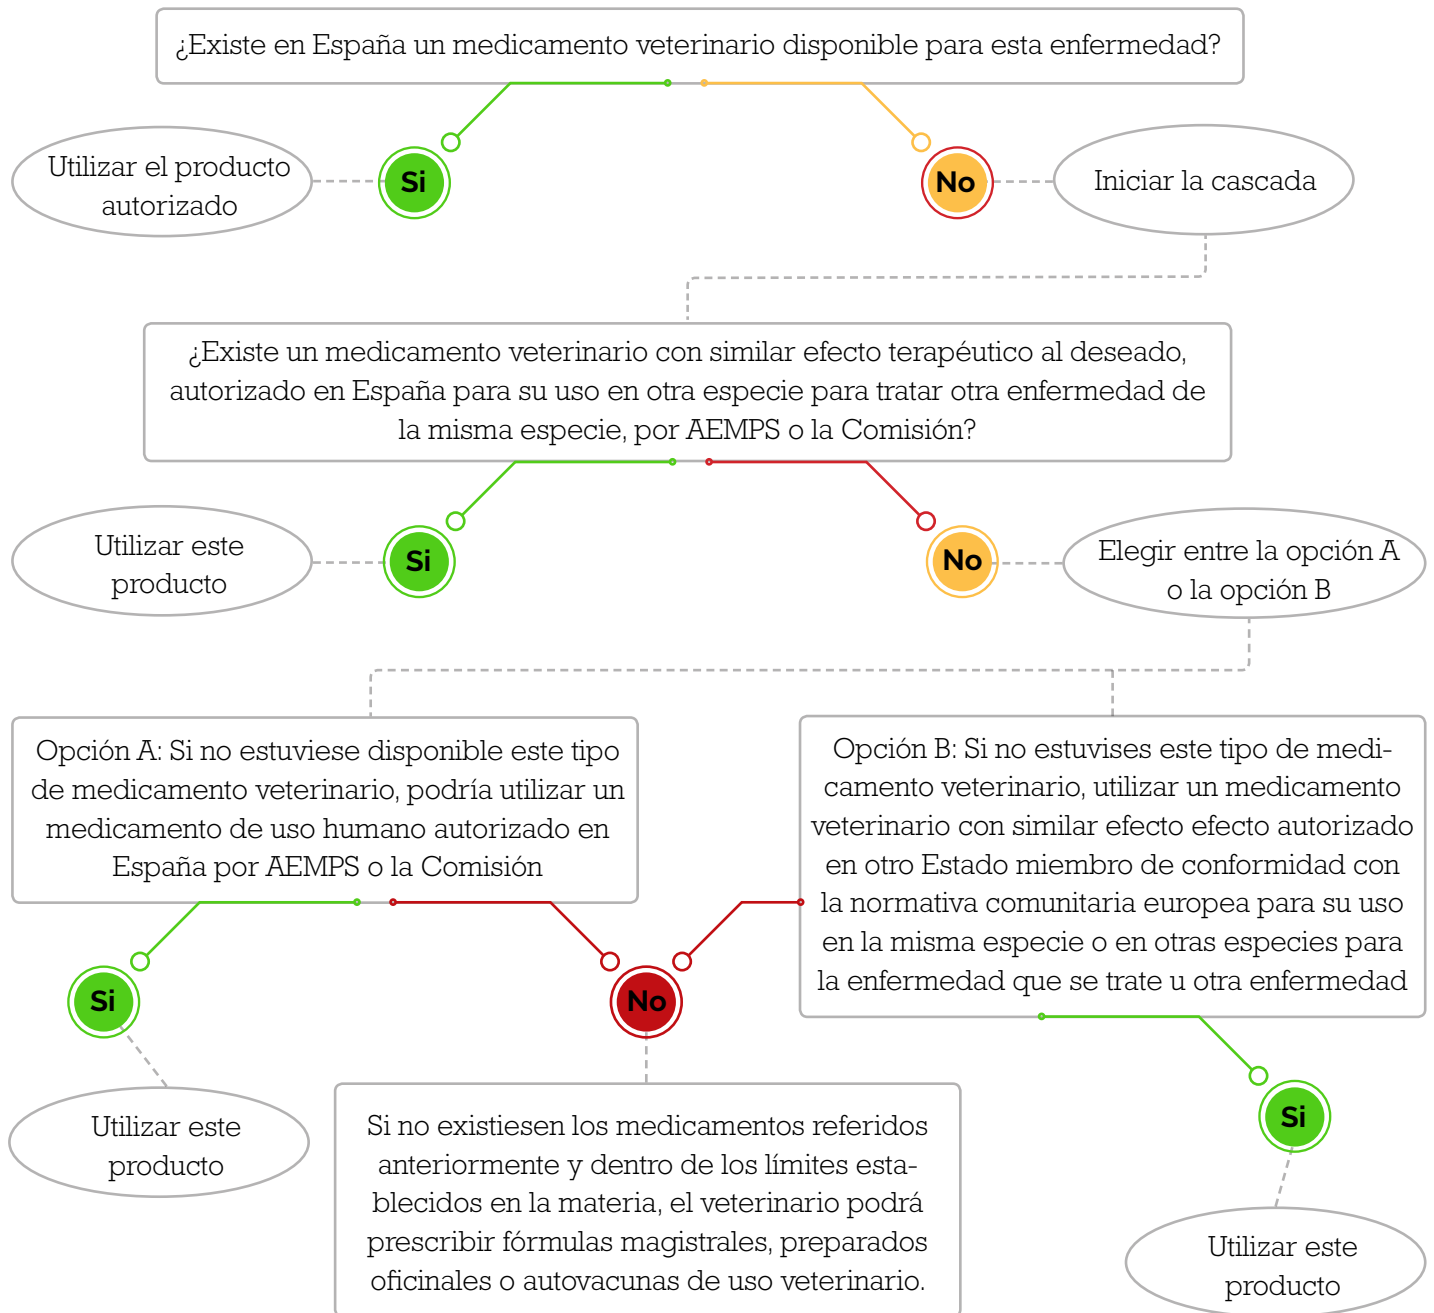 ¿Existe en España un medicamento veterinario disponible para esta enfermedad?
Utilizar el producto
autorizado
Si
No
Iniciar la cascada
¿Existe un medicamento veterinario con similar efecto terapéutico al deseado,
autorizado en España para su uso en otra especie para tratar otra enfermedad de
la misma especie, por AEMPS o la Comisión?
Utilizar este
producto
Si
No
Elegir entre la opción A
o la opción B
Opción A: Si no estuviese disponible este tipo
de medicamento veterinario, podría utilizar un
medicamento de uso humano autorizado en
España por AEMPS o la Comisión
Opción B: Si no estuvises este tipo de medi-
camento veterinario, utilizar un medicamento
veterinario con similar efecto efecto autorizado
en otro Estado miembro de conformidad con
la normativa comunitaria europea para su uso
en la misma especie o en otras especies para
la enfermedad que se trate u otra enfermedad
Si
No
Si
Utilizar este
producto
Si no existiesen los medicamentos referidos
anteriormente y dentro de los límites esta-
blecidos en la materia, el veterinario podrá
prescribir fórmulas magistrales, preparados
oficinales o autovacunas de uso veterinario.
Utilizar este
producto